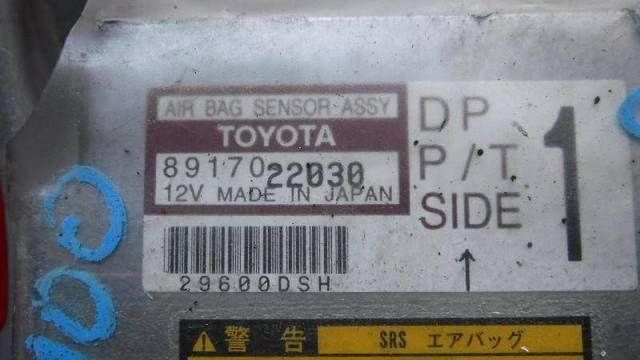 AIR BAG SENSOR ASSY
TOYOTA
89170 22030
12V MADE IN JAPAN
DP
P/T
SIDE
1
↑
29600DSH
⚠ 警告 SRS エアバッグ